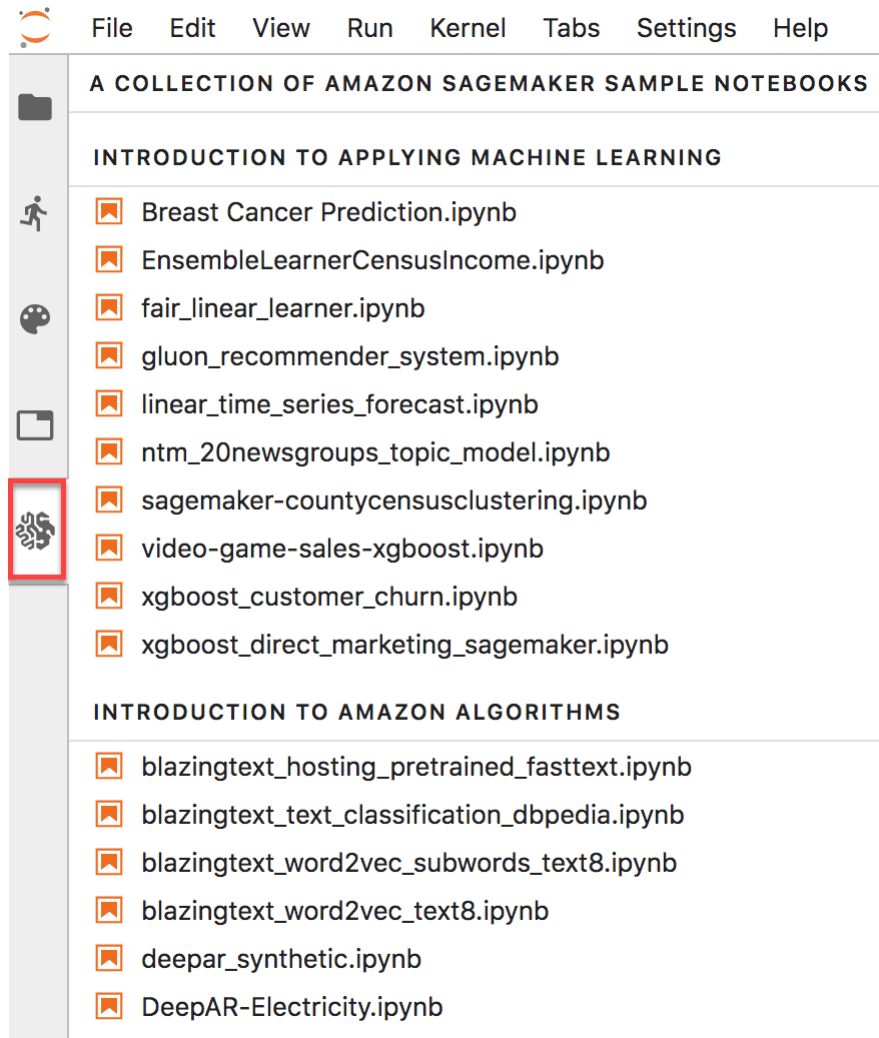 File Edit View Run Kernel Tabs Settings Help
A COLLECTION OF AMAZON SAGEMAKER SAMPLE NOTEBOOKS
INTRODUCTION TO APPLYING MACHINE LEARNING
Breast Cancer Prediction.ipynb
EnsembleLearnerCensusIncome.ipynb
fair_linear_learner.ipynb
gluon_recommender_system.ipynb
linear_time_series_forecast.ipynb
ntm_20newsgroups_topic_model.ipynb
sagemaker-countycensusclustering.ipynb
video-game-sales-xgboost.ipynb
xgboost_customer_churn.ipynb
xgboost_direct_marketing_sagemaker.ipynb
INTRODUCTION TO AMAZON ALGORITHMS
blazingtext_hosting_pretrained_fasttext.ipynb
blazingtext_text_classification_dbpedia.ipynb
blazingtext_word2vec_subwords_text8.ipynb
blazingtext_word2vec_text8.ipynb
deepar_synthetic.ipynb
DeepAR-Electricity.ipynb